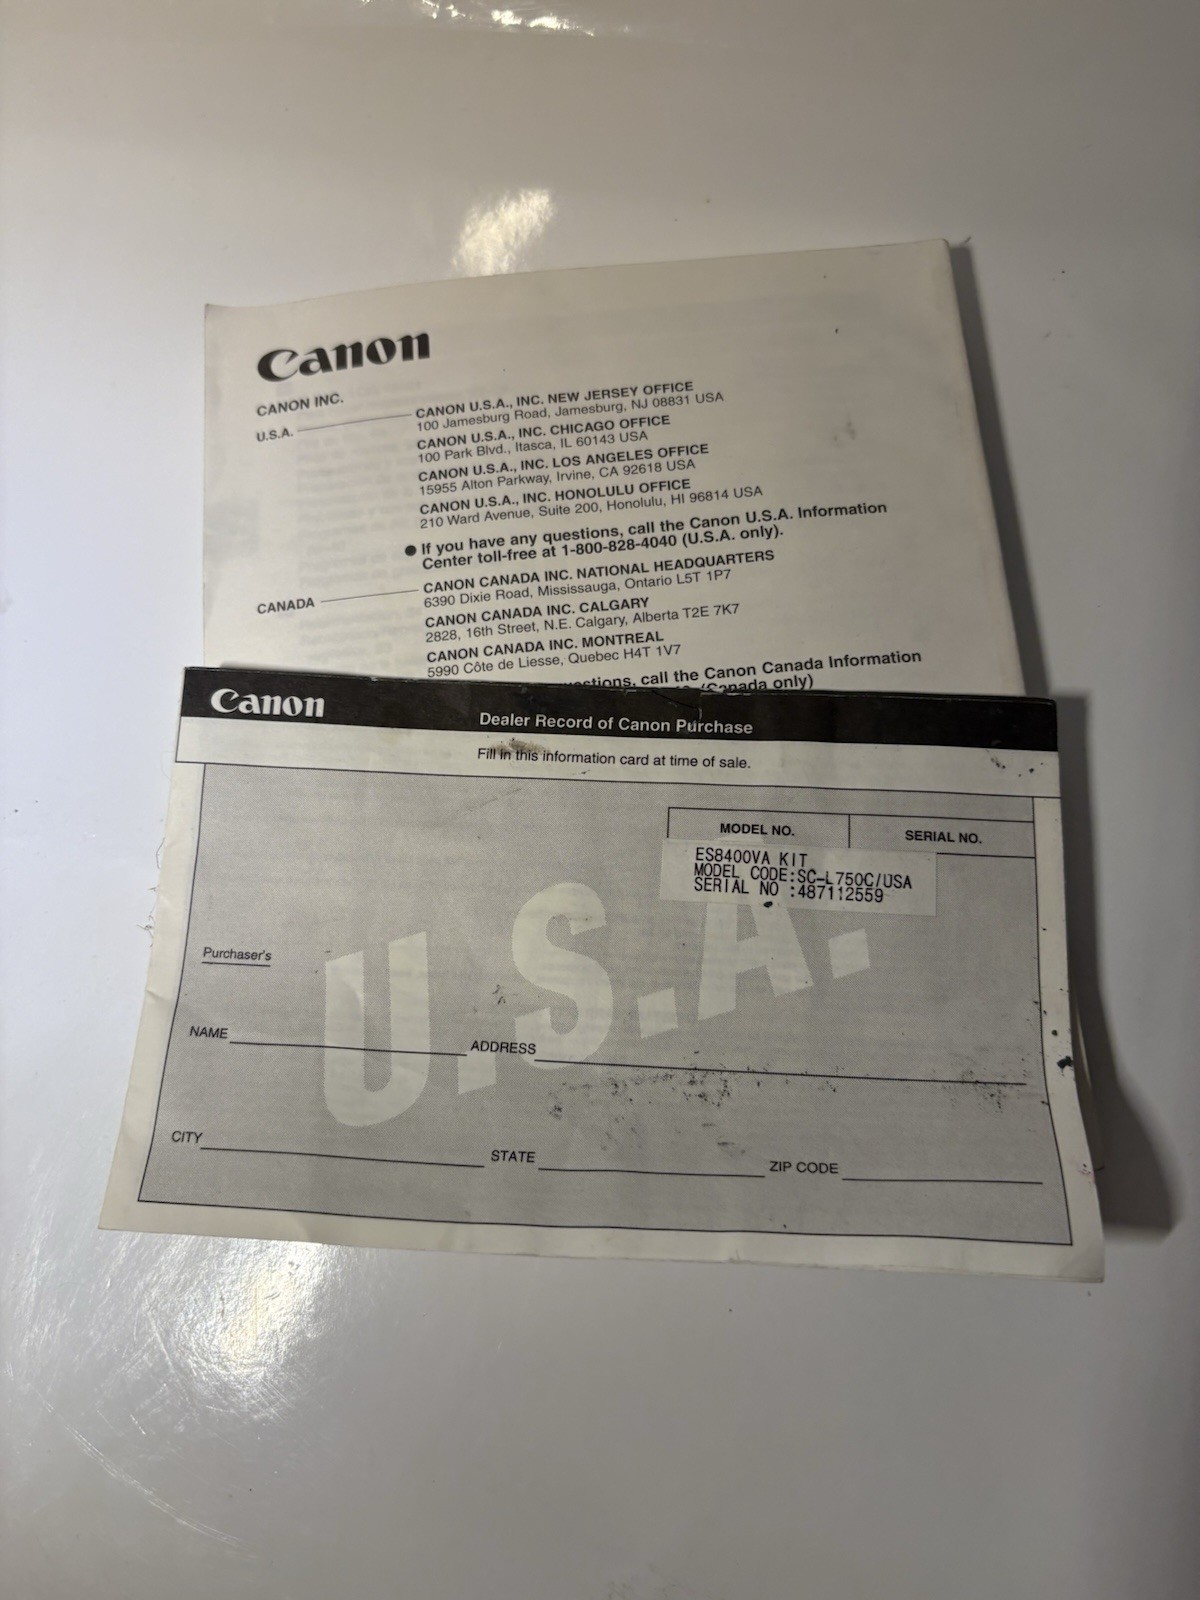 Canon
CANON INC.
U.S.A.
CANON U.S.A., INC. NEW JERSEY OFFICE
100 Jamesburg Road, Jamesburg, NJ 08831 USA
CANON U.S.A., INC. CHICAGO OFFICE
100 Park Blvd., Itasca, IL 60143 USA
CANON U.S.A., INC. LOS ANGELES OFFICE
15955 Alton Parkway, Irvine, CA 92618 USA
CANON U.S.A., INC. HONOLULU OFFICE
210 Ward Avenue, Suite 200, Honolulu, HI 96814 USA
● If you have any questions, call the Canon U.S.A. Information
Center toll-free at 1-800-828-4040 (U.S.A. only).
CANADA
CANON CANADA INC. NATIONAL HEADQUARTERS
6390 Dixie Road, Mississauga, Ontario L5T 1P7
CANON CANADA INC. CALGARY
2828, 16th Street, N.E. Calgary, Alberta T2E 7K7
CANON CANADA INC. MONTREAL
5990 Côte de Liesse, Quebec H4T 1V7
call the Canon Canada Information
(Canada only)
Canon
Dealer Record of Canon Purchase
Fill in this information card at time of sale.
MODEL NO.
SERIAL NO.
ES8400VA KIT
MODEL CODE:SC-L750C/USA
SERIAL NO :487112559
U.S.A.
Purchaser's
NAME
ADDRESS
CITY
STATE
ZIP CODE